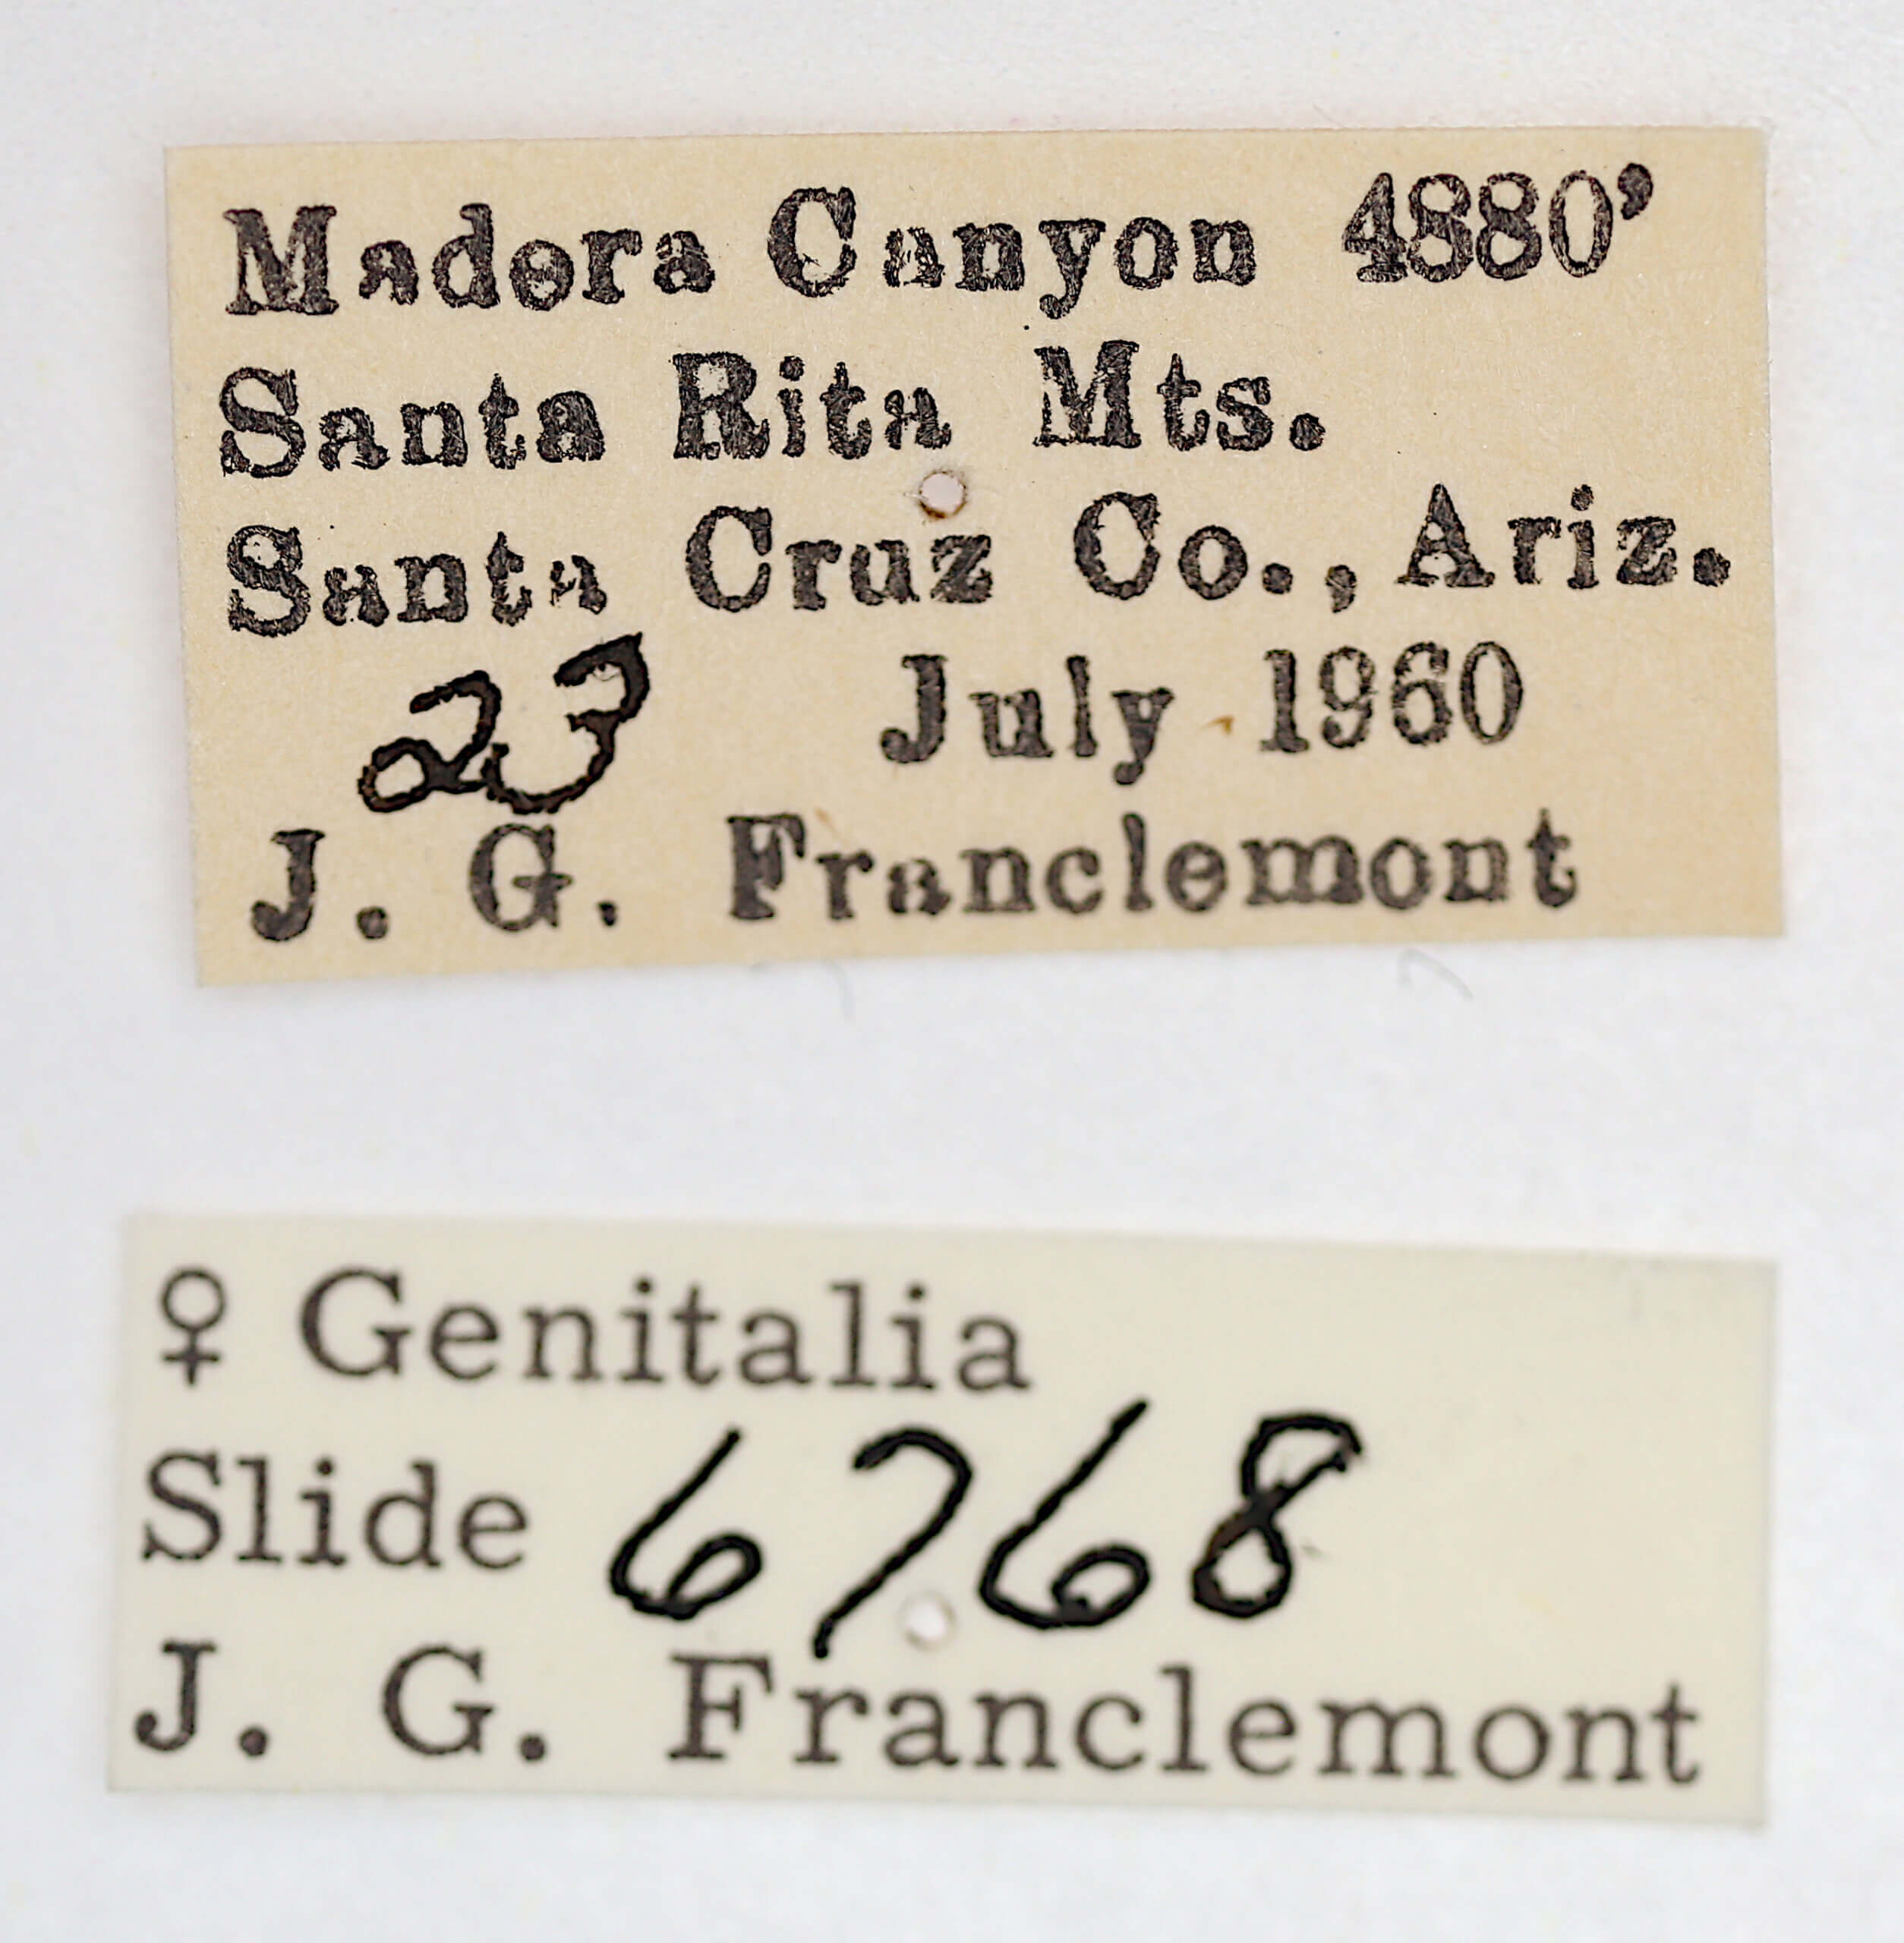 Madera Canyon 4880'
Santa Rita Mts.
Santa Cruz Co., Ariz.
23 July 1960
J. G. Franclemont
♀ Genitalia
Slide 6768
J. G. Franclemont